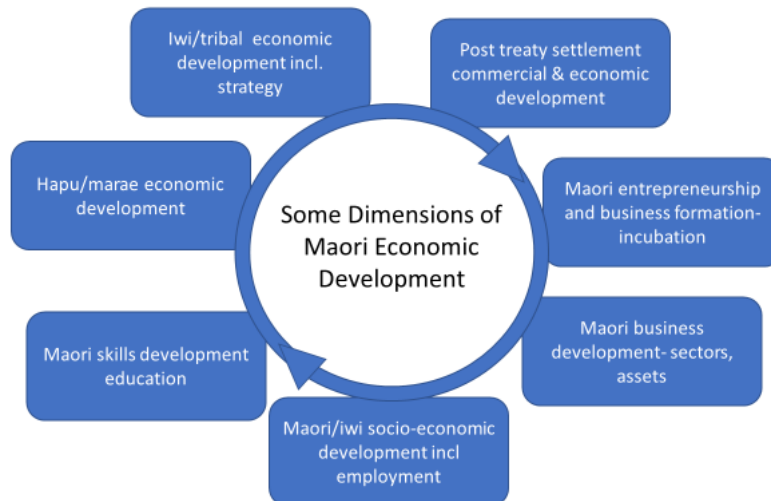 Iwi/tribal economic
development incl.
strategy
Post treaty settlement
commercial & economic
development
Hapu/marae economic
development
Some Dimensions of
Maori Economic
Development
Maori entrepreneurship
and business formation-
incubation
Maori skills development
education
Maori business
development- sectors,
assets
Maori/iwi socio-economic
development incl
employment